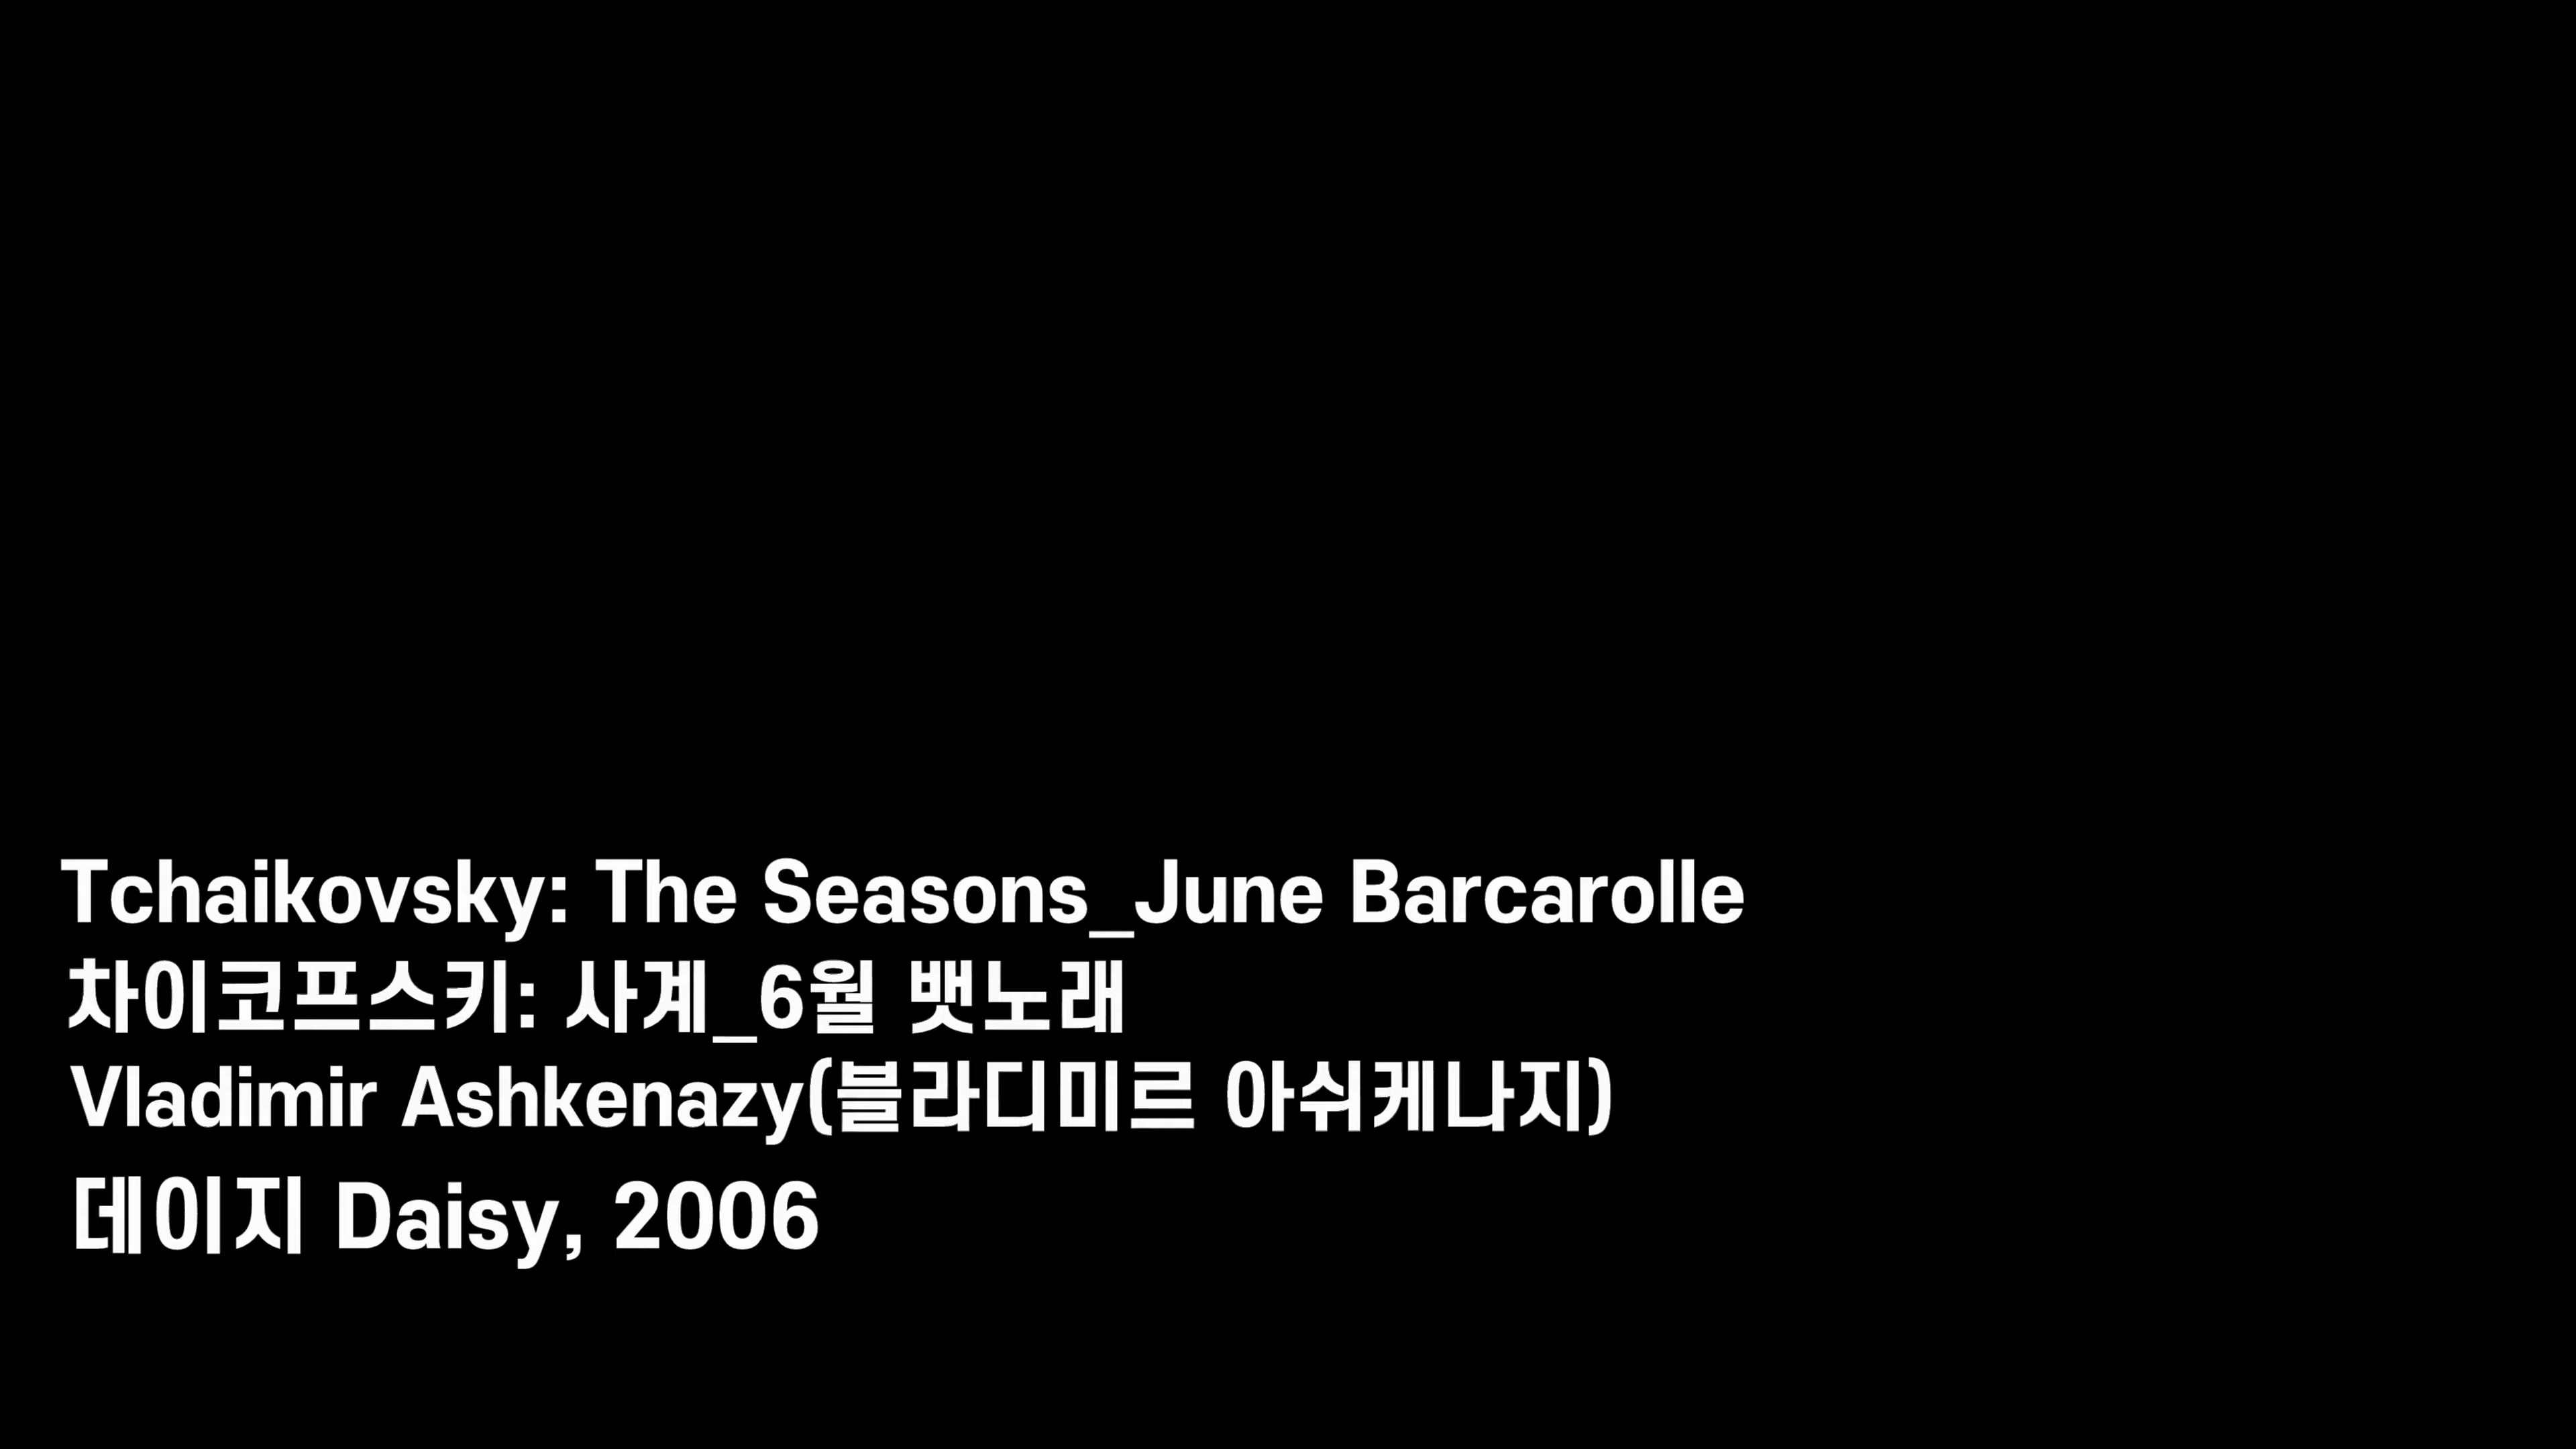 Tchaikovsky: The Seasons_June Barcarolle
차이코프스키: 사계_6월 뱃노래
Vladimir Ashkenazy(블라디미르 아쉬케나지)
데이지 Daisy, 2006